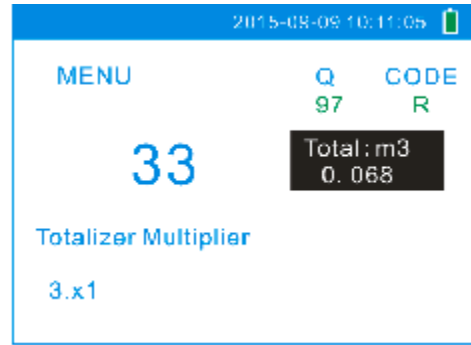 2015-08-09 10:11:05
MENU Q CODE
97 R
33
Total:m3
0.068
Totalizer Multiplier
3.x1